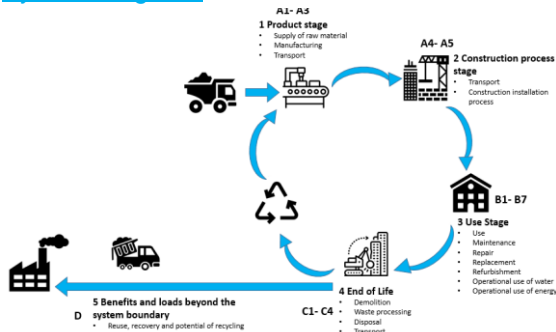 A1- A3
1 Product stage
• Supply of raw material
• Manufacturing
• Transport
A4- A5
2 Construction process
stage
• Transport
• Construction installation
process
B1- B7
3 Use Stage
• Use
• Maintenance
• Repair
• Replacement
• Refurbishment
• Operational use of water
• Operational use of energy
4 End of Life
C1- C4
• Demolition
• Waste processing
• Disposal
• Transport
D
5 Benefits and loads beyond the
system boundary
• Reuse, recovery and potential of recycling